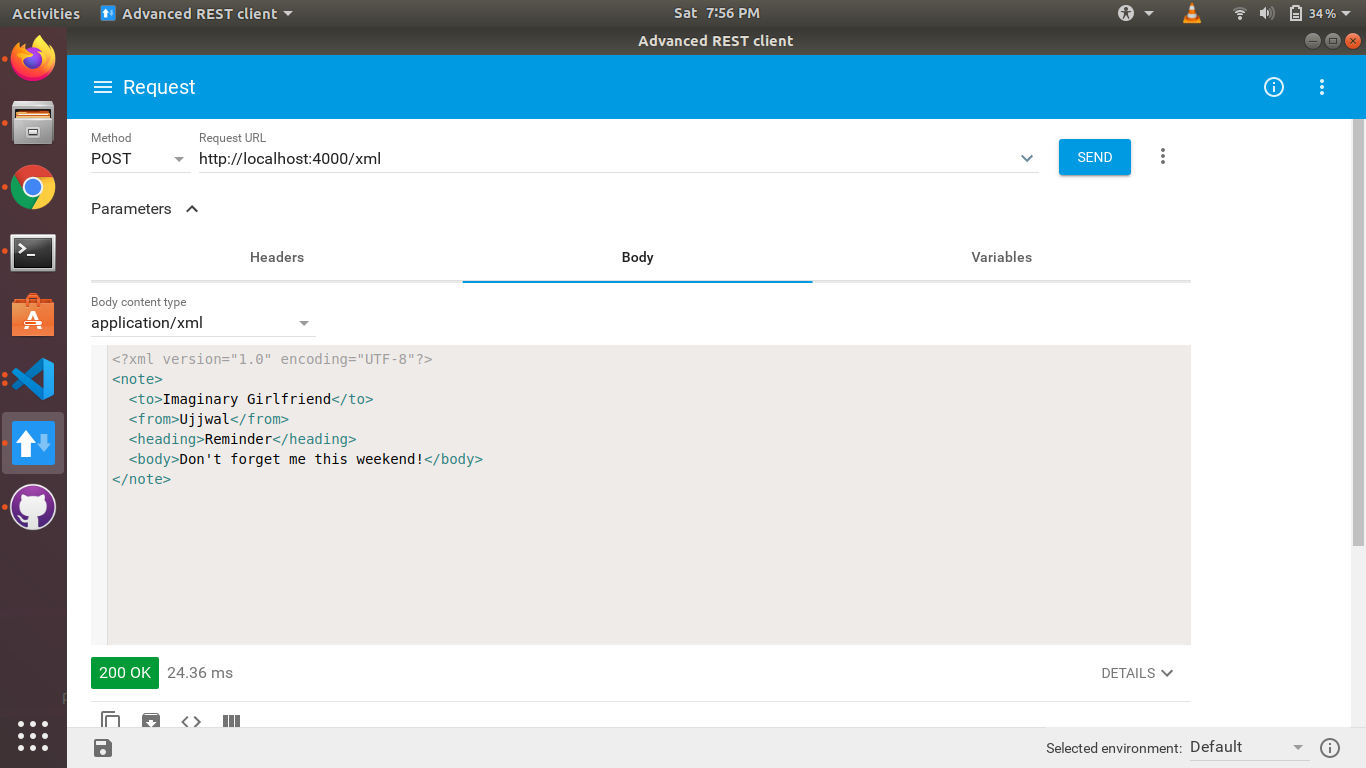 Activities Advanced REST client Sat 7:56 PM 34%
Advanced REST client
Request
Method Request URL
POST http://localhost:4000/xml SEND
Parameters
Headers Body Variables
Body content type
application/xml
<?xml version="1.0" encoding="UTF-8"?>
<note>
  <to>Imaginary Girlfriend</to>
  <from>Ujjwal</from>
  <heading>Reminder</heading>
  <body>Don't forget me this weekend!</body>
</note>
200 OK 24.36 ms DETAILS
Selected environment: Default